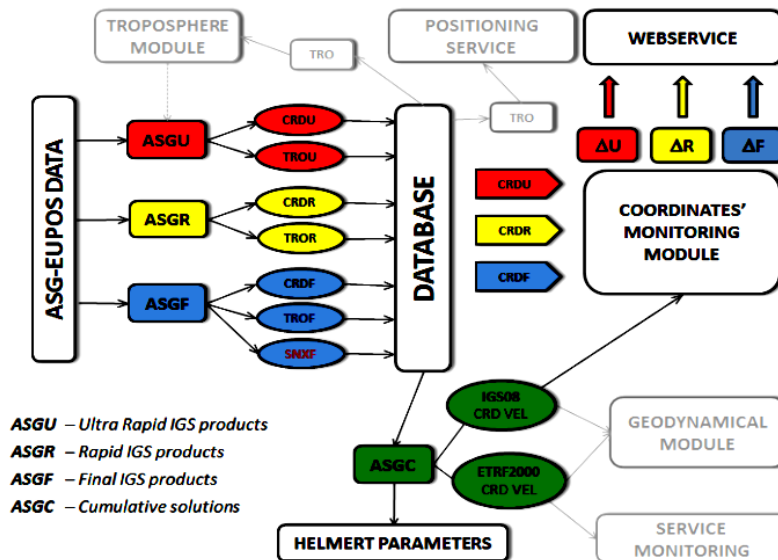 TROPOSPHERE
MODULE
TRO
POSITIONING
SERVICE
TRO
WEBSERVICE
ΔU
ΔR
ΔF
ASG-EUPOS DATA
ASGU
CRDU
TROU
ASGR
CRDR
TROR
ASGF
CRDF
TROF
SNXF
DATABASE
CRDU
CRDR
CRDF
COORDINATES'
MONITORING
MODULE
ASGU – Ultra Rapid IGS products
ASGR – Rapid IGS products
ASGF – Final IGS products
ASGC – Cumulative solutions
ASGC
IGS08
CRD VEL
ETRF2000
CRD VEL
GEODYNAMICAL
MODULE
SERVICE
MONITORING
HELMERT PARAMETERS